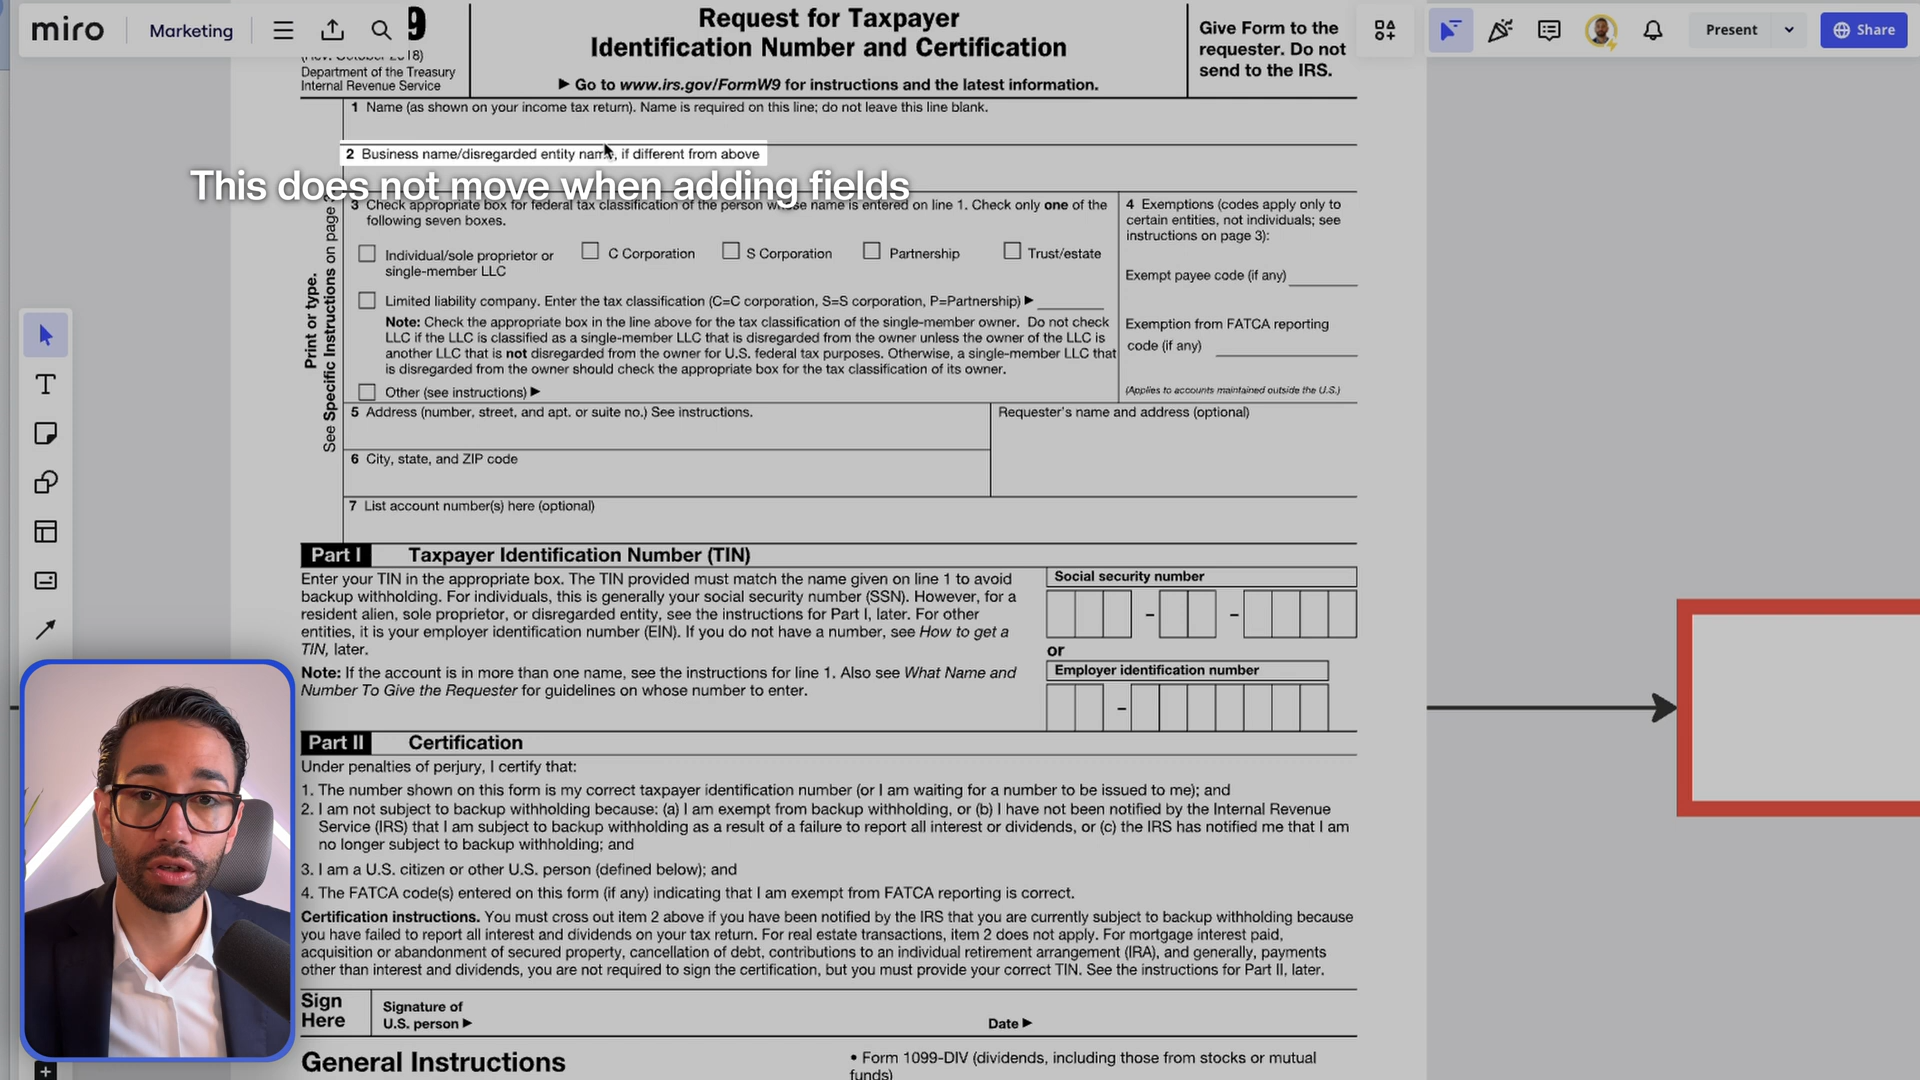 miro
Marketing
Present
Share
9
Department of the Treasury
Internal Revenue Service
Request for Taxpayer
Identification Number and Certification
▶ Go to www.irs.gov/FormW9 for instructions and the latest information.
Give Form to the
requester. Do not
send to the IRS.
1 Name (as shown on your income tax return). Name is required on this line; do not leave this line blank.
2 Business name/disregarded entity name, if different from above
This does not move when adding fields
Print or type.
See Specific Instructions on page
3 Check appropriate box for federal tax classification of the person whose name is entered on line 1. Check only one of the
following seven boxes.
Individual/sole proprietor or
single-member LLC
C Corporation
S Corporation
Partnership
Trust/estate
Limited liability company. Enter the tax classification (C=C corporation, S=S corporation, P=Partnership) ▶
Note: Check the appropriate box in the line above for the tax classification of the single-member owner. Do not check
LLC if the LLC is classified as a single-member LLC that is disregarded from the owner unless the owner of the LLC is
another LLC that is not disregarded from the owner for U.S. federal tax purposes. Otherwise, a single-member LLC that
is disregarded from the owner should check the appropriate box for the tax classification of its owner.
Other (see instructions) ▶
4 Exemptions (codes apply only to
certain entities, not individuals; see
instructions on page 3):
Exempt payee code (if any)
Exemption from FATCA reporting
code (if any)
(Applies to accounts maintained outside the U.S.)
5 Address (number, street, and apt. or suite no.) See instructions.
Requester's name and address (optional)
6 City, state, and ZIP code
7 List account number(s) here (optional)
Part I Taxpayer Identification Number (TIN)
Enter your TIN in the appropriate box. The TIN provided must match the name given on line 1 to avoid
backup withholding. For individuals, this is generally your social security number (SSN). However, for a
resident alien, sole proprietor, or disregarded entity, see the instructions for Part I, later. For other
entities, it is your employer identification number (EIN). If you do not have a number, see How to get a
TIN, later.
Note: If the account is in more than one name, see the instructions for line 1. Also see What Name and
Number To Give the Requester for guidelines on whose number to enter.
Social security number
– –
or
Employer identification number
–
Part II Certification
Under penalties of perjury, I certify that:
1. The number shown on this form is my correct taxpayer identification number (or I am waiting for a number to be issued to me); and
2. I am not subject to backup withholding because: (a) I am exempt from backup withholding, or (b) I have not been notified by the Internal Revenue
Service (IRS) that I am subject to backup withholding as a result of a failure to report all interest or dividends, or (c) the IRS has notified me that I am
no longer subject to backup withholding; and
3. I am a U.S. citizen or other U.S. person (defined below); and
4. The FATCA code(s) entered on this form (if any) indicating that I am exempt from FATCA reporting is correct.
Certification instructions. You must cross out item 2 above if you have been notified by the IRS that you are currently subject to backup withholding because
you have failed to report all interest and dividends on your tax return. For real estate transactions, item 2 does not apply. For mortgage interest paid,
acquisition or abandonment of secured property, cancellation of debt, contributions to an individual retirement arrangement (IRA), and generally, payments
other than interest and dividends, you are not required to sign the certification, but you must provide your correct TIN. See the instructions for Part II, later.
Sign
Here
Signature of
U.S. person ▶
Date ▶
General Instructions
• Form 1099-DIV (dividends, including those from stocks or mutual
funds)